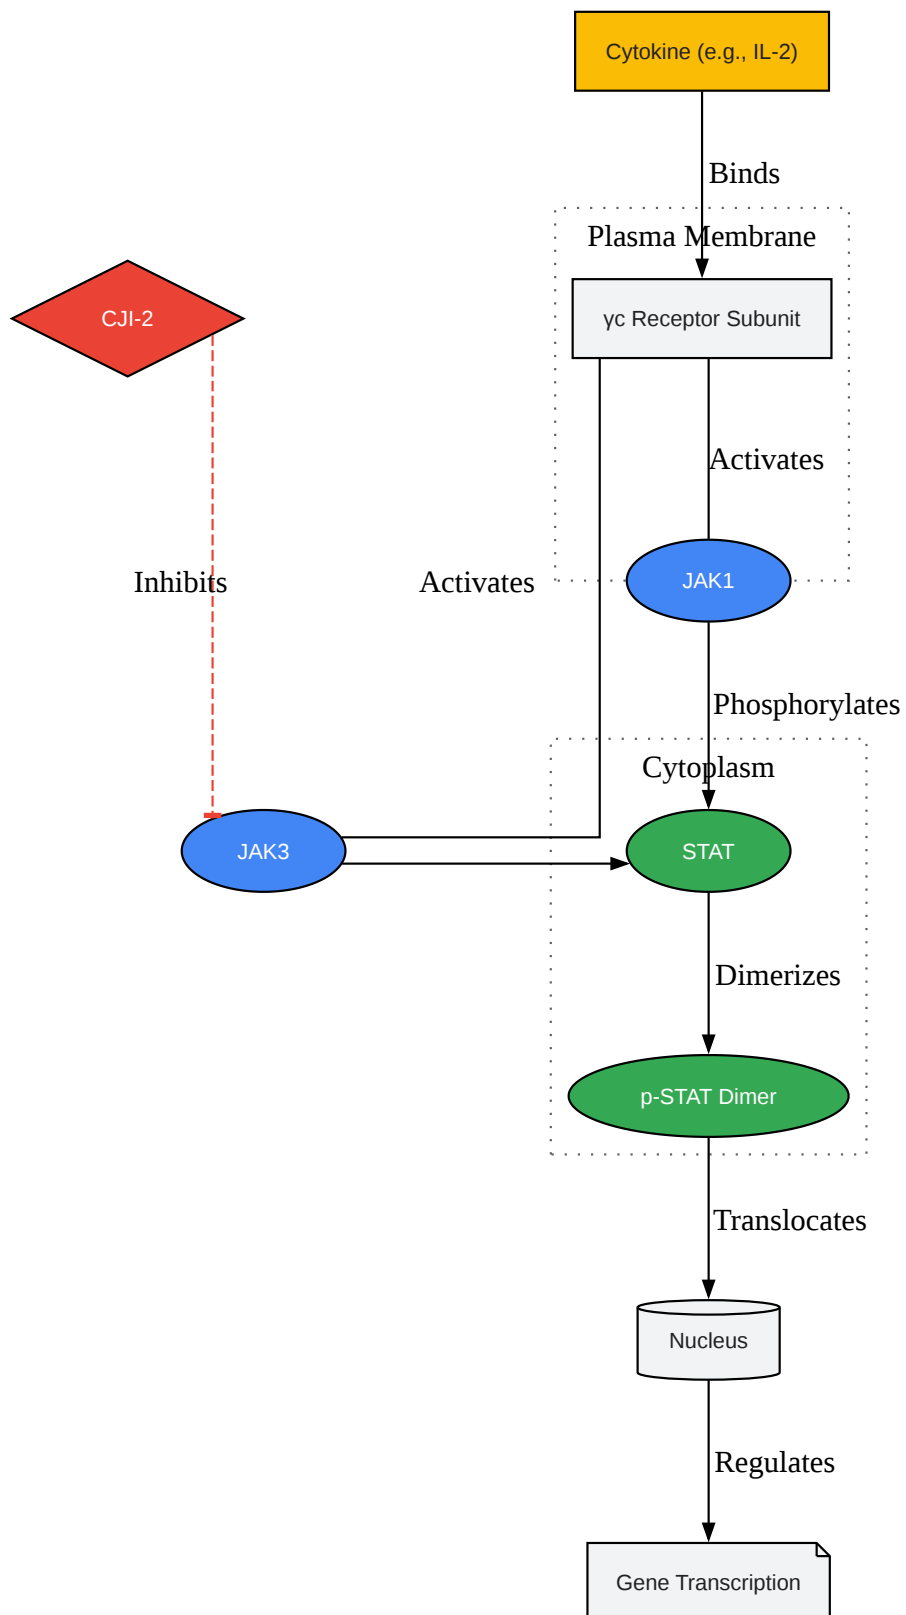 Cytokine (e.g., IL-2)
Binds
Plasma Membrane
CJI-2
γc Receptor Subunit
Activates
Inhibits
Activates
JAK1
Phosphorylates
Cytoplasm
JAK3
STAT
Dimerizes
p-STAT Dimer
Translocates
Nucleus
Regulates
Gene Transcription